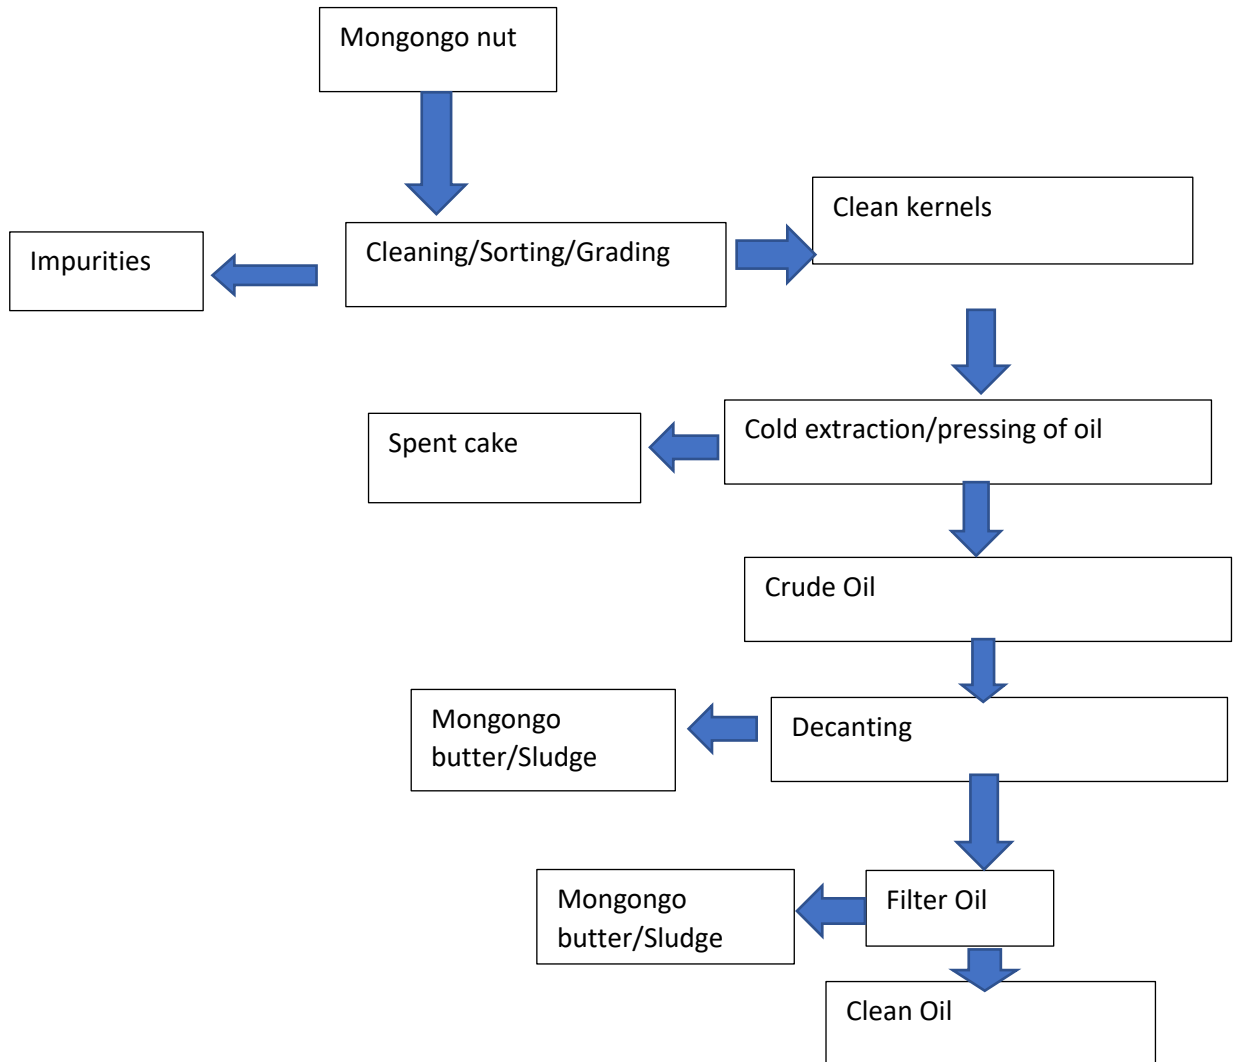 Mongongo nut
Clean kernels
Impurities
Cleaning/Sorting/Grading
Spent cake
Cold extraction/pressing of oil
Crude Oil
Mongongo
butter/Sludge
Decanting
Mongongo
butter/Sludge
Filter Oil
Clean Oil